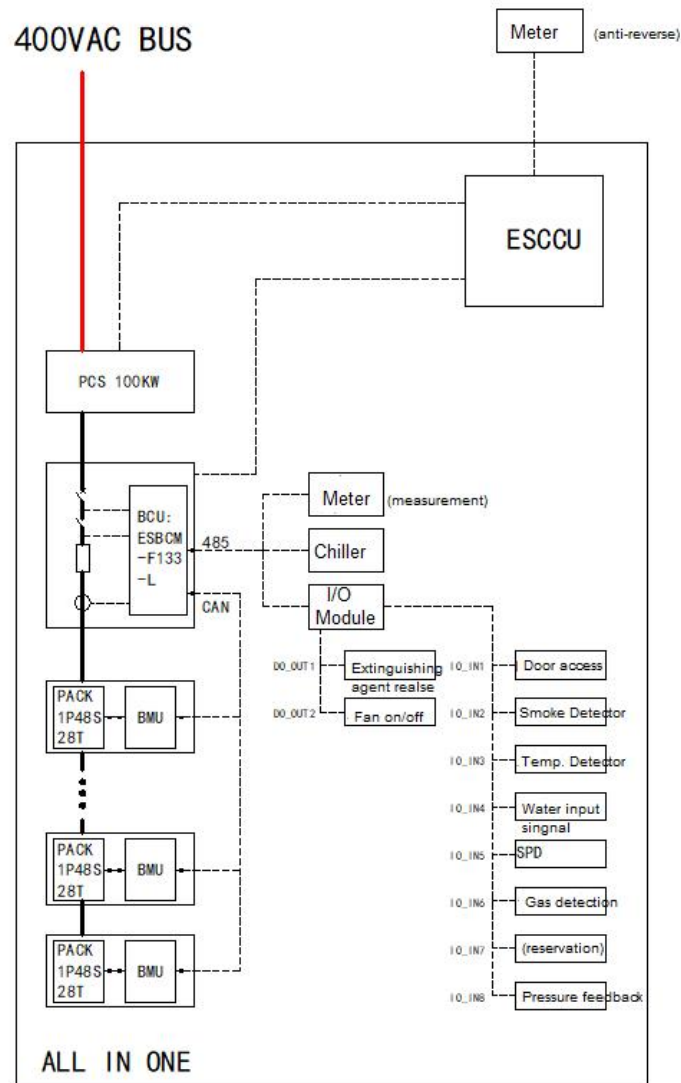 400VAC BUS
Meter
(anti-reverse)
ESCCU
PCS 100KW
BCU:
ESBCM
-F133
-L
485
CAN
Meter
(measurement)
Chiller
I/O
Module
DO_OUT1
Extinguishing
agent realse
DO_OUT2
Fan on/off
IO_IN1
Door access
IO_IN2
Smoke Detector
IO_IN3
Temp. Detector
IO_IN4
Water input
singnal
IO_IN5
SPD
IO_IN6
Gas detection
IO_IN7
(reservation)
IO_IN8
Pressure feedback
PACK
1P48S
28T
BMU
PACK
1P48S
28T
BMU
PACK
1P48S
28T
BMU
ALL IN ONE